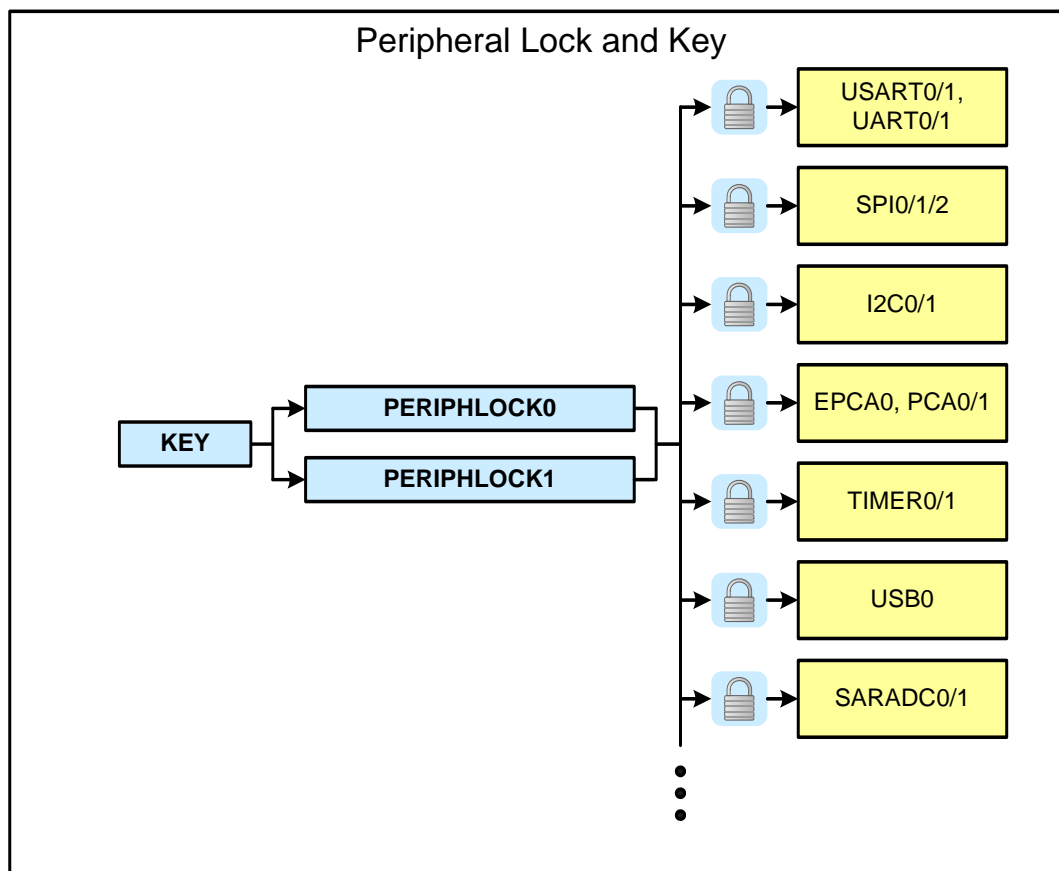 Peripheral Lock and Key
USART0/1,
UART0/1
SPI0/1/2
I2C0/1
EPCA0, PCA0/1
PERIPHLOCK0
KEY
PERIPHLOCK1
TIMER0/1
USB0
SARADC0/1